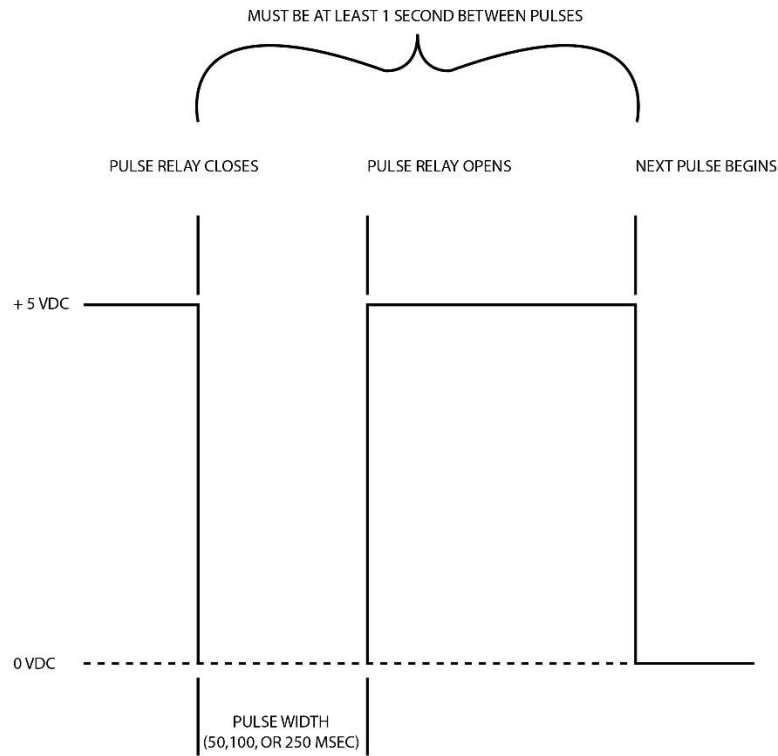 MUST BE AT LEAST 1 SECOND BETWEEN PULSES
PULSE RELAY CLOSES
PULSE RELAY OPENS
NEXT PULSE BEGINS
+ 5 VDC
0 VDC
PULSE WIDTH
(50,100, OR 250 MSEC)